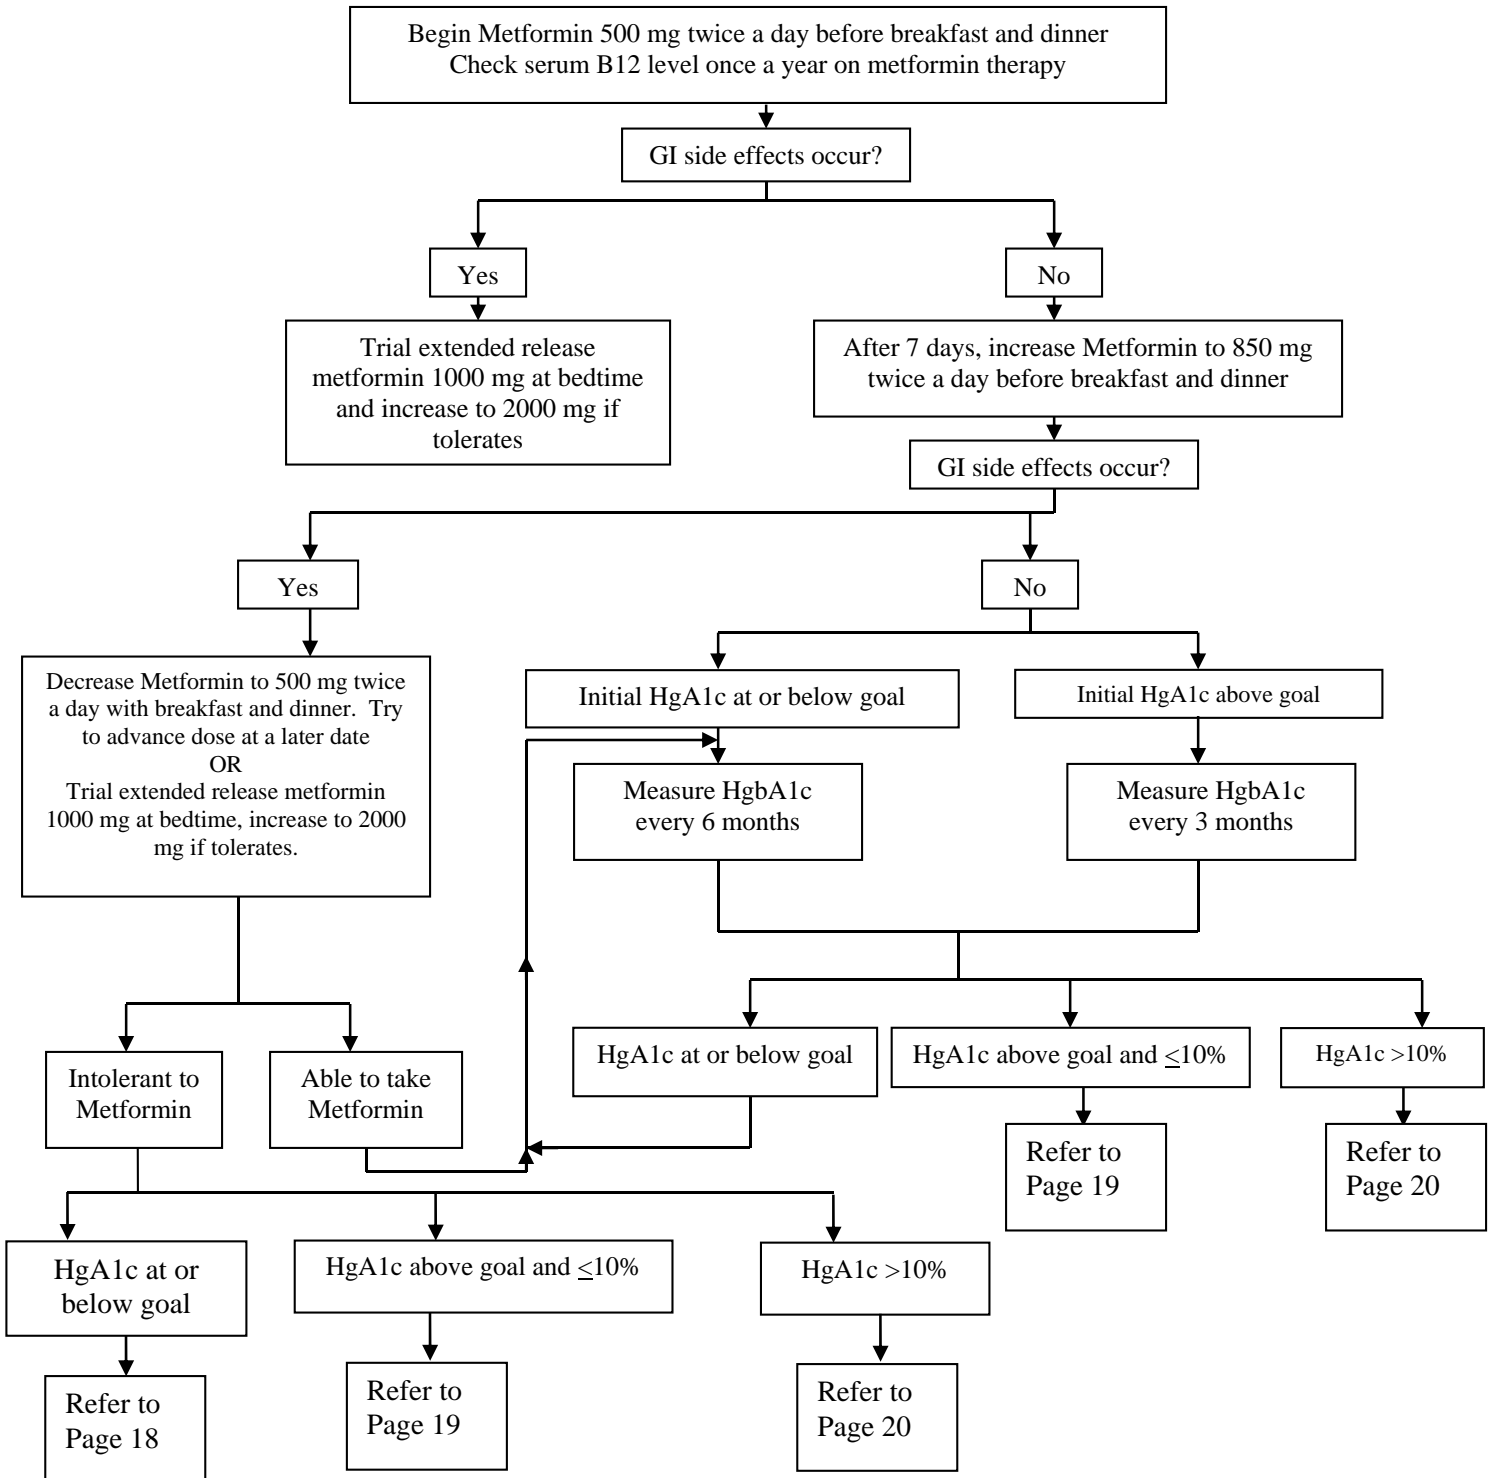 Begin Metformin 500 mg twice a day before breakfast and dinner
Check serum B12 level once a year on metformin therapy
GI side effects occur?
Yes
No
Trial extended release
metformin 1000 mg at bedtime
and increase to 2000 mg if
tolerates
After 7 days, increase Metformin to 850 mg
twice a day before breakfast and dinner
GI side effects occur?
Yes
No
Decrease Metformin to 500 mg twice
a day with breakfast and dinner. Try
to advance dose at a later date
OR
Trial extended release metformin
1000 mg at bedtime, increase to 2000
mg if tolerates.
Initial HgA1c at or below goal
Initial HgA1c above goal
Measure HgbA1c
every 6 months
Measure HgbA1c
every 3 months
Intolerant to
Metformin
Able to take
Metformin
HgA1c at or below goal
HgA1c above goal and ≤10%
HgA1c >10%
Refer to
Page 19
Refer to
Page 20
HgA1c at or
below goal
HgA1c above goal and ≤10%
HgA1c >10%
Refer to
Page 18
Refer to
Page 19
Refer to
Page 20